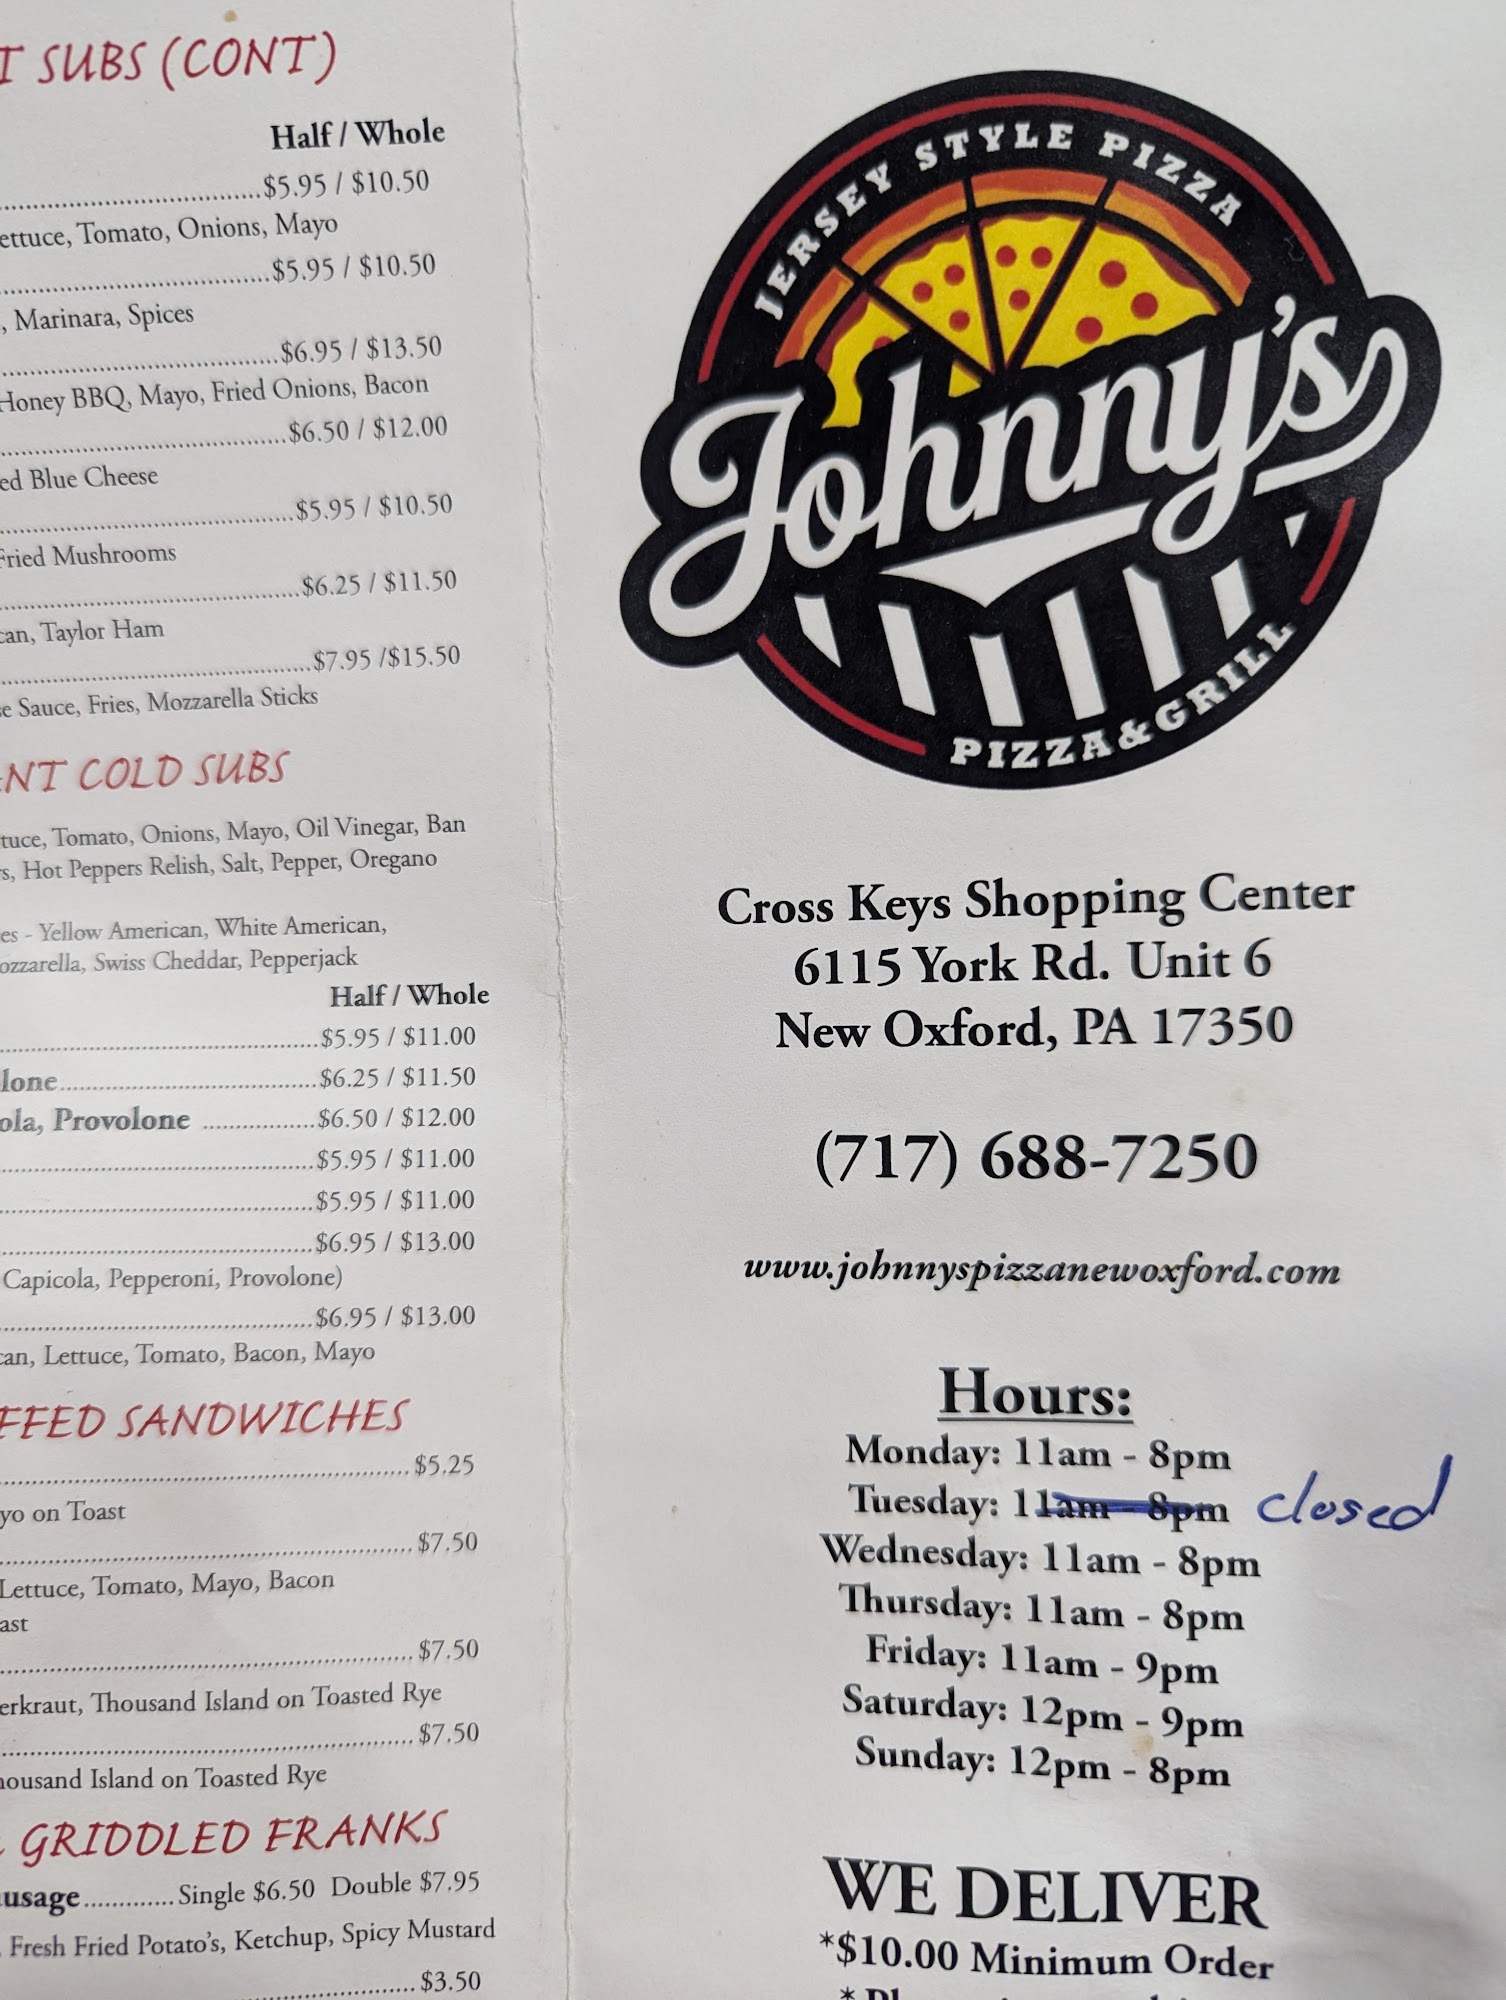 SUBS (CONT)
Half / Whole
$5.95 / $10.50
Tomato, Onions, Mayo
$5.95 / $10.50
, Marinara, Spices
$6.95 / $13.50
Honey BBQ, Mayo, Fried Onions, Bacon
$6.50 / $12.00
Blue Cheese
$5.95 / $10.50
Fried Mushrooms
$6.25 / $11.50
Taylor Ham
$7.95 /$15.50
Sauce, Fries, Mozzarella Sticks
COLD SUBS
Tomato, Onions, Mayo, Oil Vinegar, Ban
Hot Peppers Relish, Salt, Pepper, Oregano
- Yellow American, White American,
Swiss Cheddar, Pepperjack
Half / Whole
$5.95 / $11.00
lone $6.25 / $11.50
ola, Provolone $6.50 / $12.00
$5.95 / $11.00
$5.95 / $11.00
$6.95 / $13.00
Capicola, Pepperoni, Provolone)
$6.95 / $13.00
Lettuce, Tomato, Bacon, Mayo
FFED SANDWICHES
$5.25
yo on Toast
$7.50
Lettuce, Tomato, Mayo, Bacon
ast
$7.50
erkraut, Thousand Island on Toasted Rye
$7.50
housand Island on Toasted Rye
GRIDDLED FRANKS
usage Single $6.50 Double $7.95
Fresh Fried Potato's, Ketchup, Spicy Mustard
$3.50
JERSEY STYLE PIZZA
Johnny's
PIZZA & GRILL
Cross Keys Shopping Center
6115 York Rd. Unit 6
New Oxford, PA 17350
(717) 688-7250
www.johnnyspizzanewoxford.com
Hours:
Monday: 11am - 8pm
Tuesday: 11am - 8pm closed
Wednesday: 11am - 8pm
Thursday: 11am - 8pm
Friday: 11am - 9pm
Saturday: 12pm - 9pm
Sunday: 12pm - 8pm
WE DELIVER
*$10.00 Minimum Order